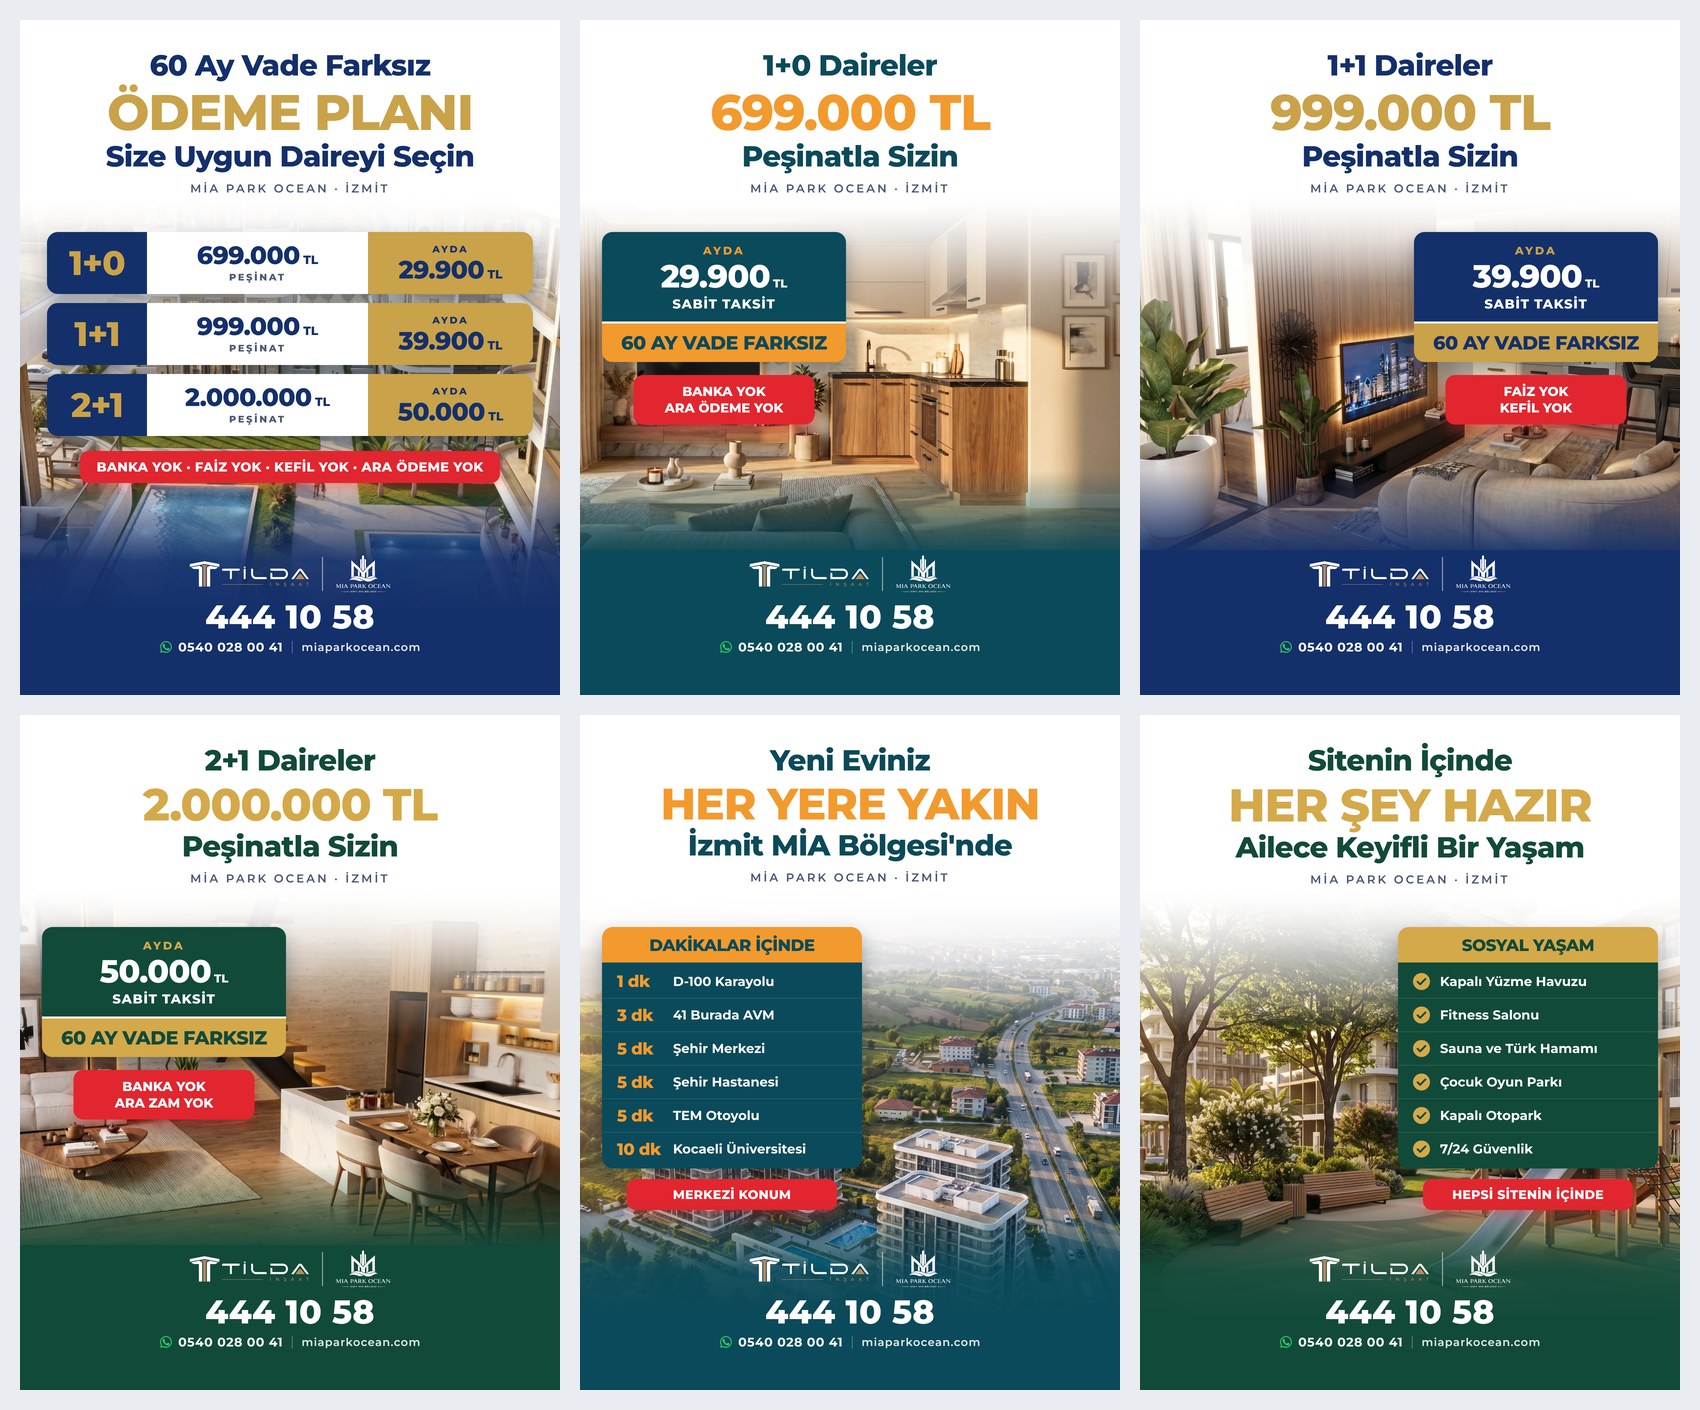 60 Ay Vade Farksız
ÖDEME PLANI
Size Uygun Daireyi Seçin
MİA PARK OCEAN · İZMİT
1+0
699.000 TL
PEŞİNAT
AYDA
29.900 TL
1+1
999.000 TL
PEŞİNAT
AYDA
39.900 TL
2+1
2.000.000 TL
PEŞİNAT
AYDA
50.000 TL
BANKA YOK · FAİZ YOK · KEFİL YOK · ARA ÖDEME YOK
TİLDA
İNŞAAT
MIA PARK OCEAN
444 10 58
0540 028 00 41 | miaparkocean.com
1+0 Daireler
699.000 TL
Peşinatla Sizin
MİA PARK OCEAN · İZMİT
AYDA
29.900 TL
SABİT TAKSİT
60 AY VADE FARKSIZ
BANKA YOK
ARA ÖDEME YOK
TİLDA
İNŞAAT
MIA PARK OCEAN
444 10 58
0540 028 00 41 | miaparkocean.com
1+1 Daireler
999.000 TL
Peşinatla Sizin
MİA PARK OCEAN · İZMİT
AYDA
39.900 TL
SABİT TAKSİT
60 AY VADE FARKSIZ
FAİZ YOK
KEFİL YOK
TİLDA
İNŞAAT
MIA PARK OCEAN
444 10 58
0540 028 00 41 | miaparkocean.com
2+1 Daireler
2.000.000 TL
Peşinatla Sizin
MİA PARK OCEAN · İZMİT
AYDA
50.000 TL
SABİT TAKSİT
60 AY VADE FARKSIZ
BANKA YOK
ARA ZAM YOK
TİLDA
İNŞAAT
MIA PARK OCEAN
444 10 58
0540 028 00 41 | miaparkocean.com
Yeni Eviniz
HER YERE YAKIN
İzmit MİA Bölgesi'nde
MİA PARK OCEAN · İZMİT
DAKİKALAR İÇİNDE
1 dk D-100 Karayolu
3 dk 41 Burada AVM
5 dk Şehir Merkezi
5 dk Şehir Hastanesi
5 dk TEM Otoyolu
10 dk Kocaeli Üniversitesi
MERKEZİ KONUM
TİLDA
İNŞAAT
MIA PARK OCEAN
444 10 58
0540 028 00 41 | miaparkocean.com
Sitenin İçinde
HER ŞEY HAZIR
Ailece Keyifli Bir Yaşam
MİA PARK OCEAN · İZMİT
SOSYAL YAŞAM
Kapalı Yüzme Havuzu
Fitness Salonu
Sauna ve Türk Hamamı
Çocuk Oyun Parkı
Kapalı Otopark
7/24 Güvenlik
HEPSİ SİTENİN İÇİNDE
TİLDA
İNŞAAT
MIA PARK OCEAN
444 10 58
0540 028 00 41 | miaparkocean.com